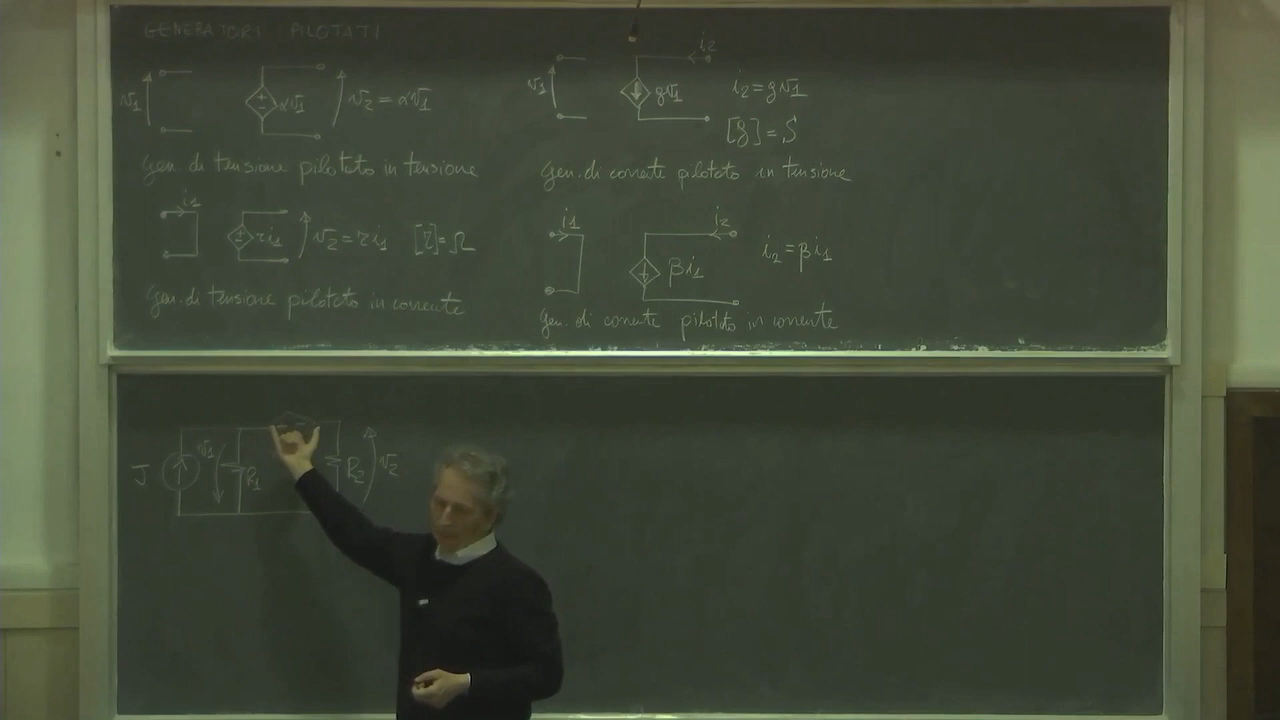 GENERATORI PILOTATI
v1 αv1 v2 = αv1
Gen. di tensione pilotato in tensione
i1 ri1 v2 = ri1 [r] = Ω
Gen. di tensione pilotato in corrente
v1 gv1 i2 i2 = gv1
[g] = S
Gen. di corrente pilotato in tensione
i1 βi1 i2 i2 = βi1
Gen. di corrente pilotato in corrente
J v1 R1 R2 v2